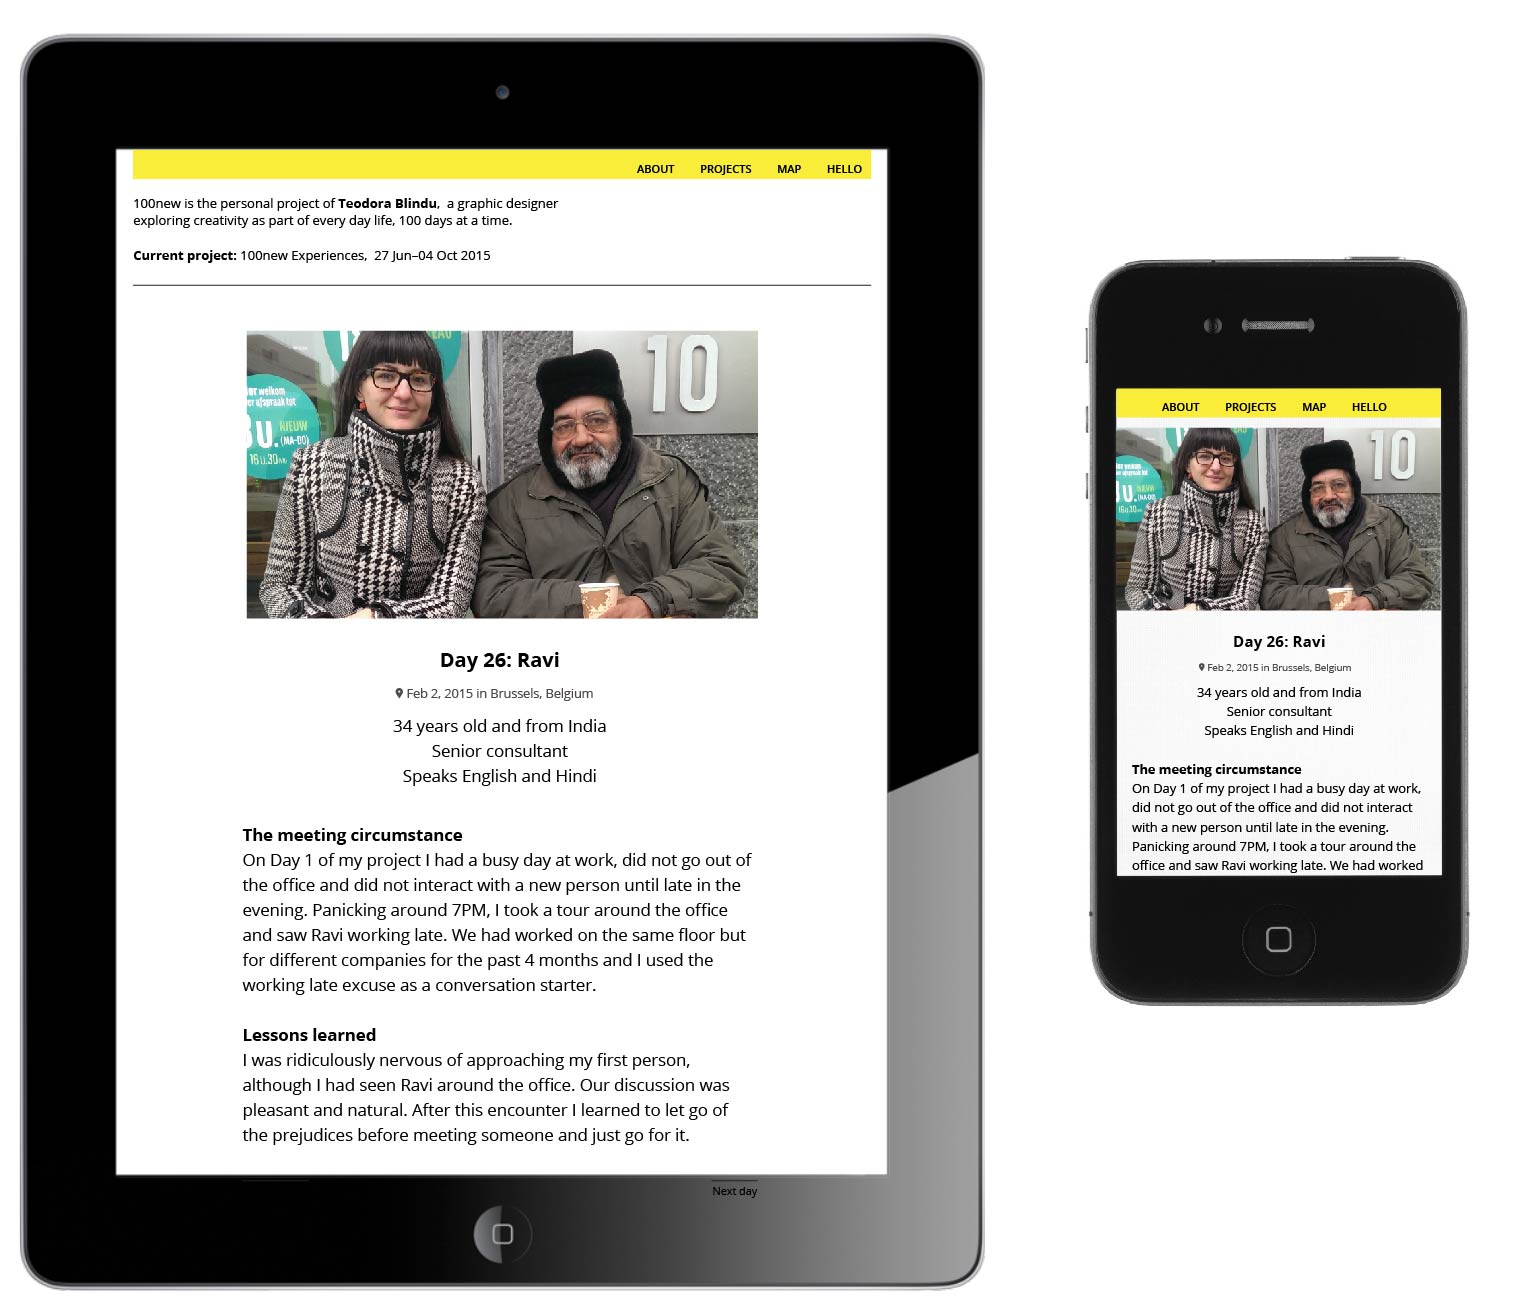 ABOUT PROJECTS MAP HELLO
100new is the personal project of Teodora Blindu, a graphic designer
exploring creativity as part of every day life, 100 days at a time.
Current project: 100new Experiences, 27 Jun–04 Oct 2015
welkom
afspraak tot
U. NIEUW
(MA-DO)
16u.30
10
Day 26: Ravi
Feb 2, 2015 in Brussels, Belgium
34 years old and from India
Senior consultant
Speaks English and Hindi
The meeting circumstance
On Day 1 of my project I had a busy day at work, did not go out of
the office and did not interact with a new person until late in the
evening. Panicking around 7PM, I took a tour around the office
and saw Ravi working late. We had worked on the same floor but
for different companies for the past 4 months and I used the
working late excuse as a conversation starter.
Lessons learned
I was ridiculously nervous of approaching my first person,
although I had seen Ravi around the office. Our discussion was
pleasant and natural. After this encounter I learned to let go of
the prejudices before meeting someone and just go for it.
Next day
ABOUT PROJECTS MAP HELLO
10
Day 26: Ravi
Feb 2, 2015 in Brussels, Belgium
34 years old and from India
Senior consultant
Speaks English and Hindi
The meeting circumstance
On Day 1 of my project I had a busy day at work,
did not go out of the office and did not interact
with a new person until late in the evening.
Panicking around 7PM, I took a tour around the
office and saw Ravi working late. We had worked